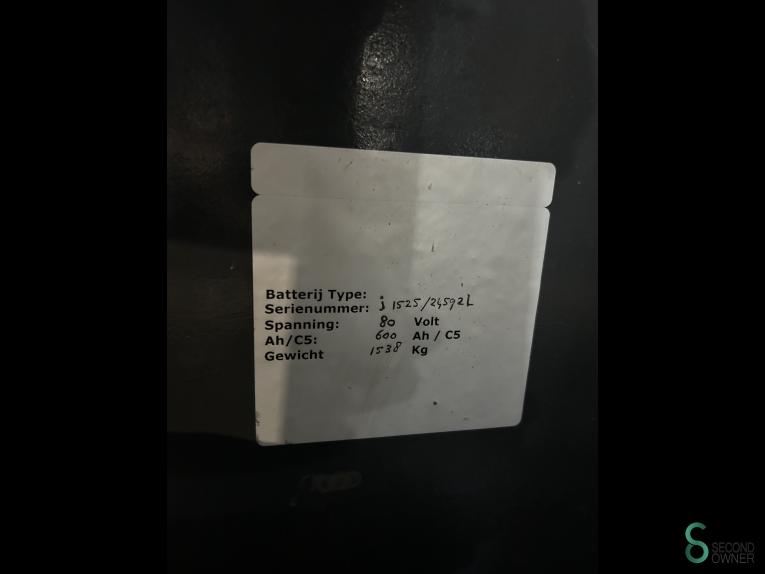 Batterij Type:
Serienummer: j 1525/24592L
Spanning: 80 Volt
Ah/C5: 600 Ah / C5
Gewicht 1538 Kg
SECOND
OWNER